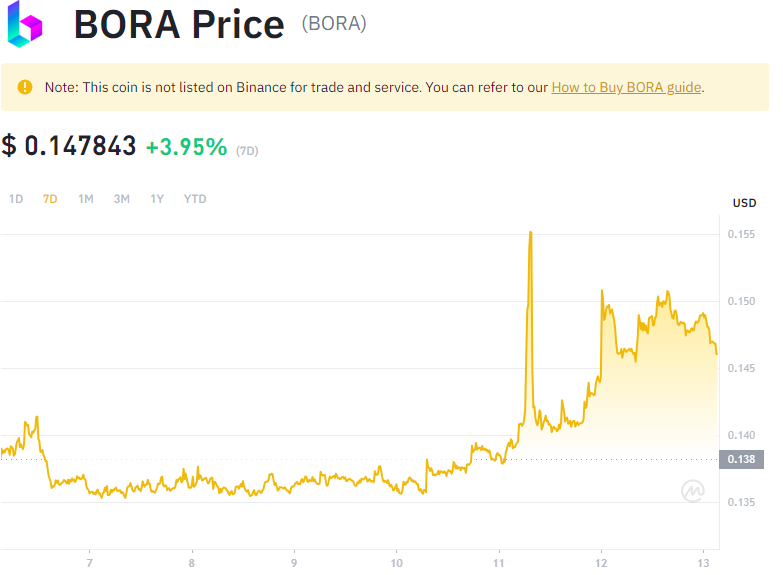 BORA Price (BORA)
Note: This coin is not listed on Binance for trade and service. You can refer to our How to Buy BORA guide.
$ 0.147843 +3.95% (7D)
1D 7D 1M 3M 1Y YTD
USD
0.155
0.150
0.145
0.140
0.138
0.135
7 8 9 10 11 12 13